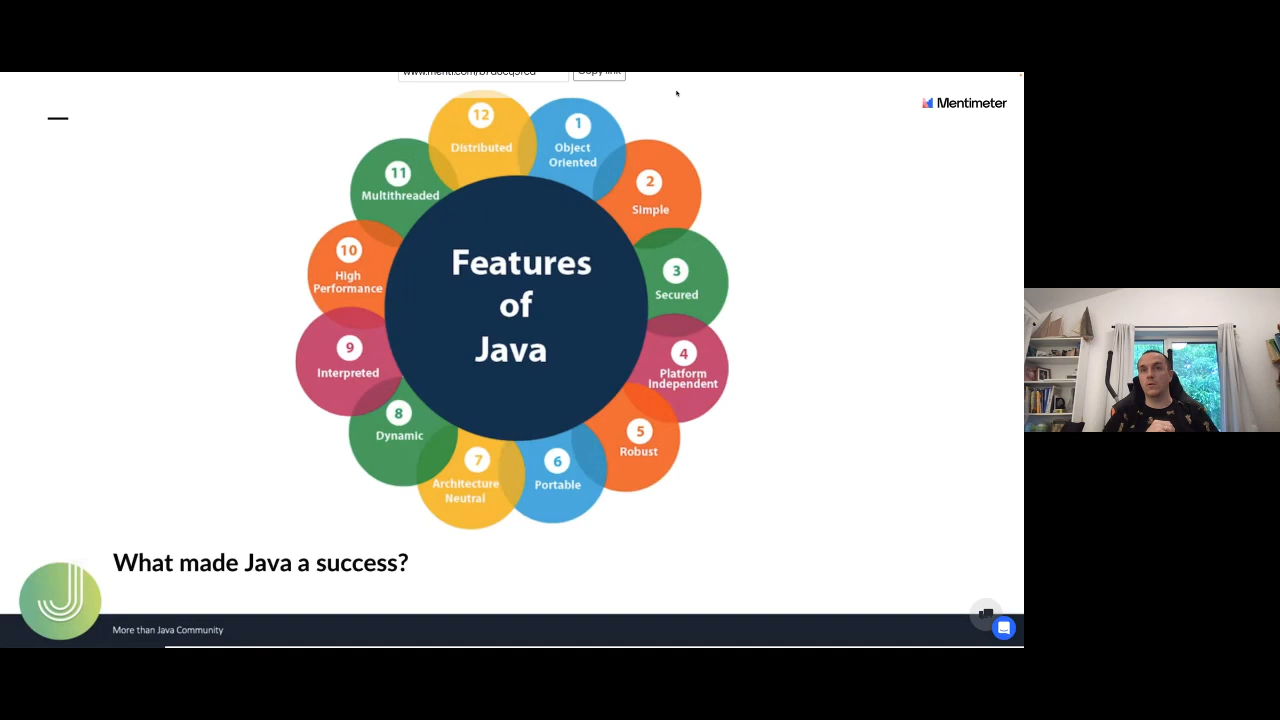 Copy link
Mentimeter
12
Distributed
1
Object
Oriented
2
Simple
3
Secured
4
Platform
Independent
5
Robust
6
Portable
7
Architecture
Neutral
8
Dynamic
9
Interpreted
10
High
Performance
11
Multithreaded
Features
of
Java
What made Java a success?
More than Java Community